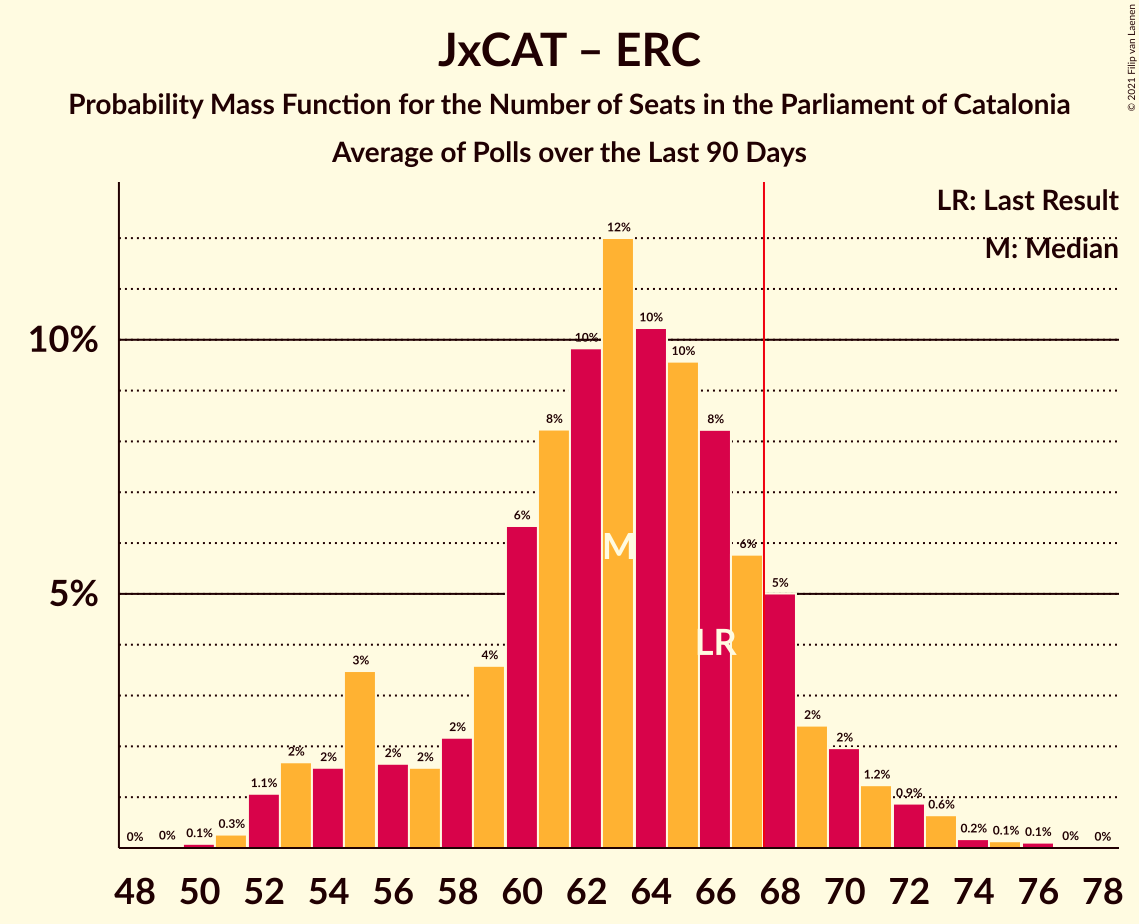 JxCAT – ERC
Probability Mass Function for the Number of Seats in the Parliament of Catalonia
Average of Polls over the Last 90 Days
© 2021 Filip van Laenen
LR: Last Result
M: Median
10%
5%
0% 0% 0.1% 0.3% 1.1% 2% 2% 3% 2% 2% 2% 4% 6% 8% 10% 12% 10% 10% 8% 6% 5% 2% 2% 1.2% 0.9% 0.6% 0.2% 0.1% 0.1% 0% 0%
M
LR
48 50 52 54 56 58 60 62 64 66 68 70 72 74 76 78